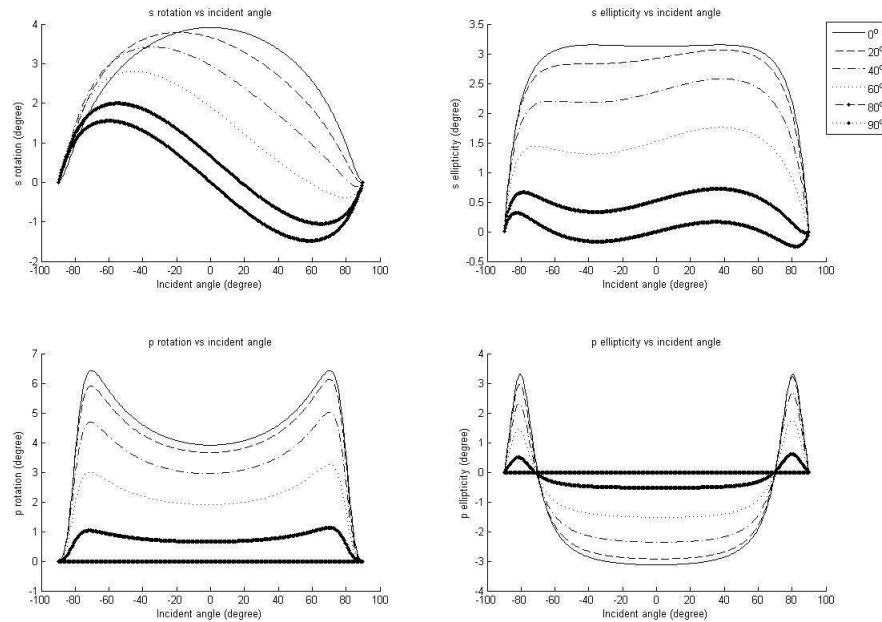 s rotation vs incident angle
s rotation (degree)
4
3
2
1
0
-1
-2
-100 -80 -60 -40 -20 0 20 40 60 80 100
Incident angle (degree)
s ellipticity vs incident angle
s ellipticity (degree)
3.5
3
2.5
2
1.5
1
0.5
0
-0.5
-100 -80 -60 -40 -20 0 20 40 60 80 100
Incident angle (degree)
0º
20º
40º
60º
80º
90º
p rotation vs incident angle
p rotation (degree)
7
6
5
4
3
2
1
0
-1
-100 -80 -60 -40 -20 0 20 40 60 80 100
Incident angle (degree)
p ellipticity vs incident angle
p ellipticity (degree)
4
3
2
1
0
-1
-2
-3
-4
-100 -80 -60 -40 -20 0 20 40 60 80 100
Incident angle (degree)